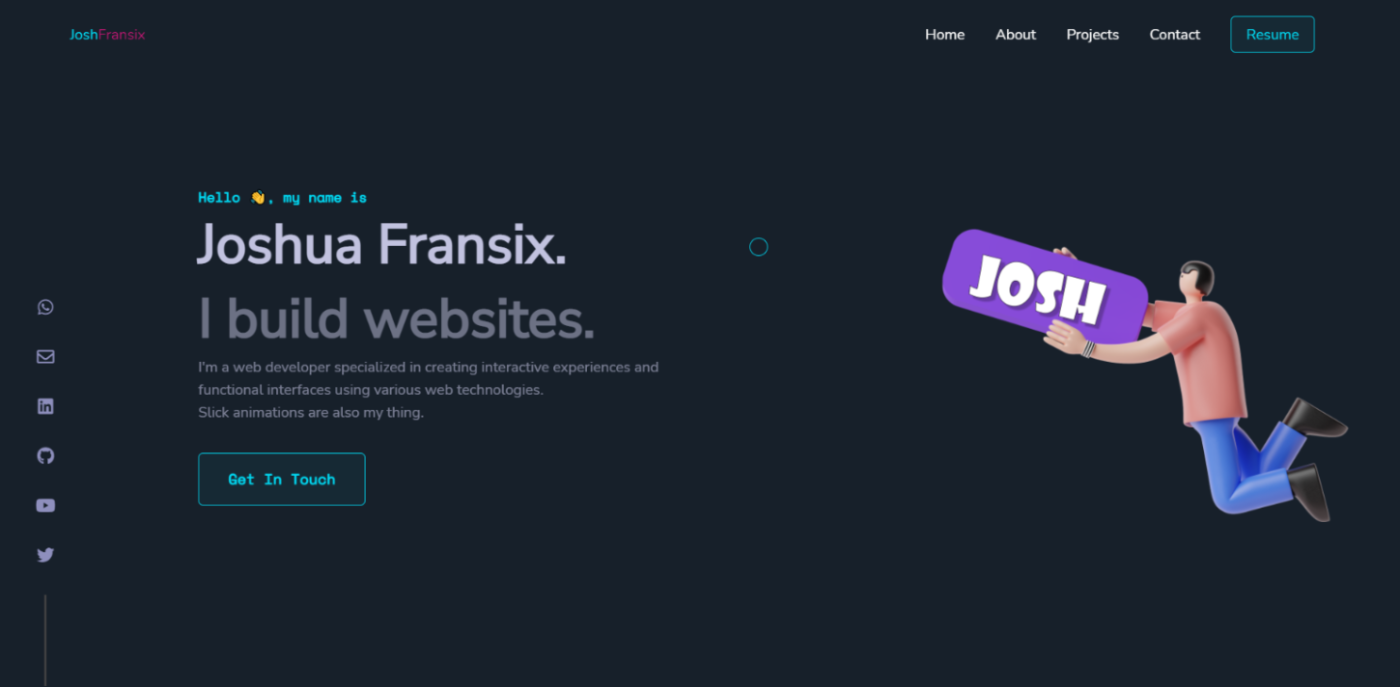 JoshFransix
Home About Projects Contact Resume
Hello 👋, my name is
Joshua Fransix.
I build websites.
I'm a web developer specialized in creating interactive experiences and
functional interfaces using various web technologies.
Slick animations are also my thing.
Get In Touch
JOSH